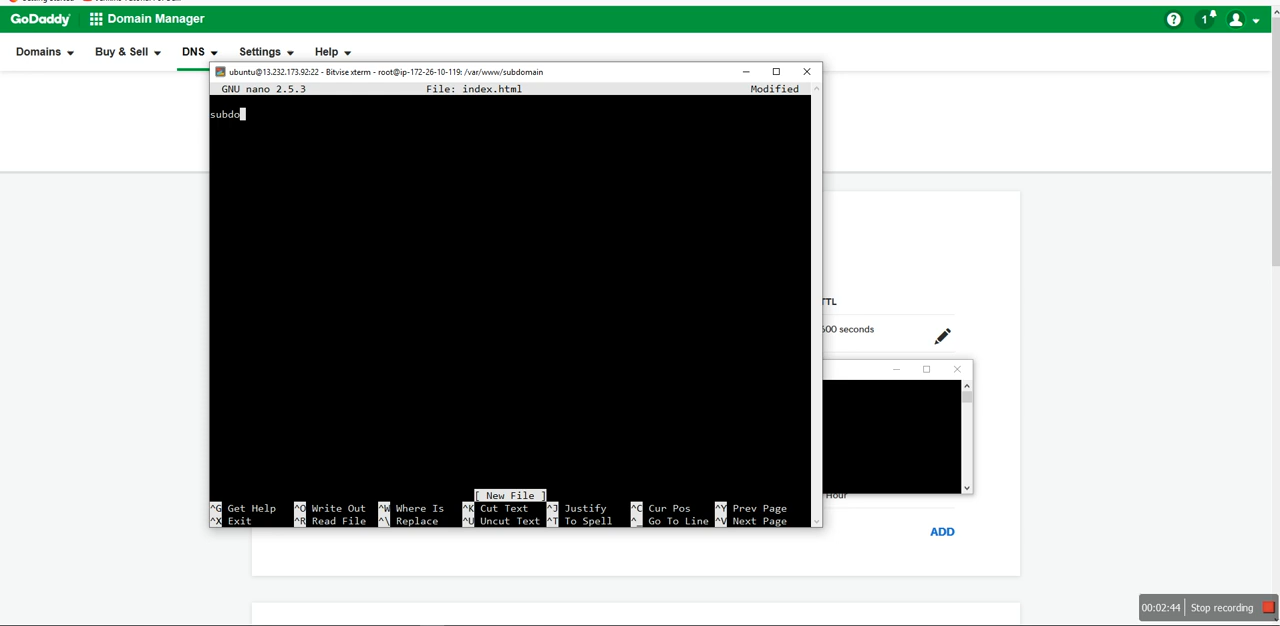 GoDaddy Domain Manager 1
Domains Buy & Sell DNS Settings Help
ubuntu@13.232.173.92:22 - Bitvise xterm - root@ip-172-26-10-119: /var/www/subdomain
GNU nano 2.5.3 File: index.html Modified
subdo
TTL
600 seconds
Hour
[ New File ]
^G Get Help ^O Write Out ^W Where Is ^K Cut Text ^J Justify ^C Cur Pos ^Y Prev Page
^X Exit ^R Read File ^\ Replace ^U Uncut Text ^T To Spell ^_ Go To Line ^V Next Page
ADD
00:02:44 Stop recording